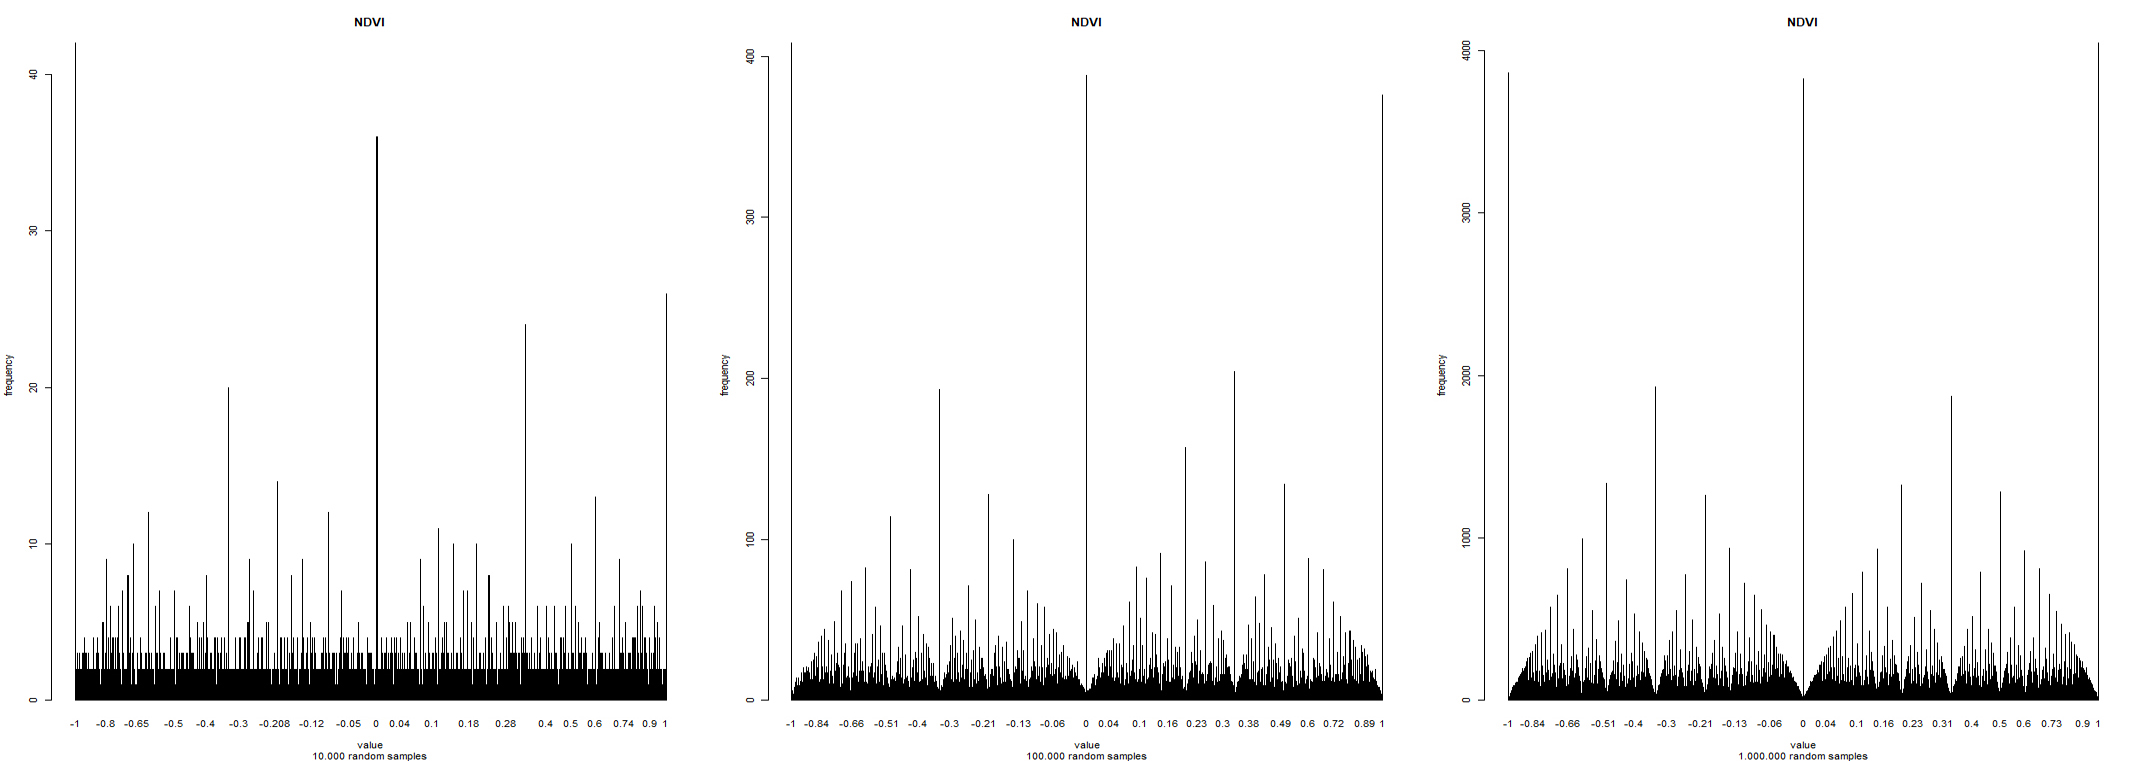 NDVI
frequency
40
30
20
10
0
-1 -0.8 -0.65 -0.5 -0.4 -0.3 -0.208 -0.12 -0.05 0 0.04 0.1 0.18 0.28 0.4 0.5 0.6 0.74 0.9 1
value
10.000 random samples
NDVI
frequency
400
300
200
100
0
-1 -0.84 -0.66 -0.51 -0.4 -0.3 -0.21 -0.13 -0.06 0 0.04 0.1 0.16 0.23 0.3 0.38 0.49 0.6 0.72 0.89 1
value
100.000 random samples
NDVI
frequency
4000
3000
2000
1000
0
-1 -0.84 -0.66 -0.51 -0.4 -0.3 -0.21 -0.13 -0.06 0 0.04 0.1 0.16 0.23 0.31 0.4 0.5 0.6 0.73 0.9 1
value
1.000.000 random samples